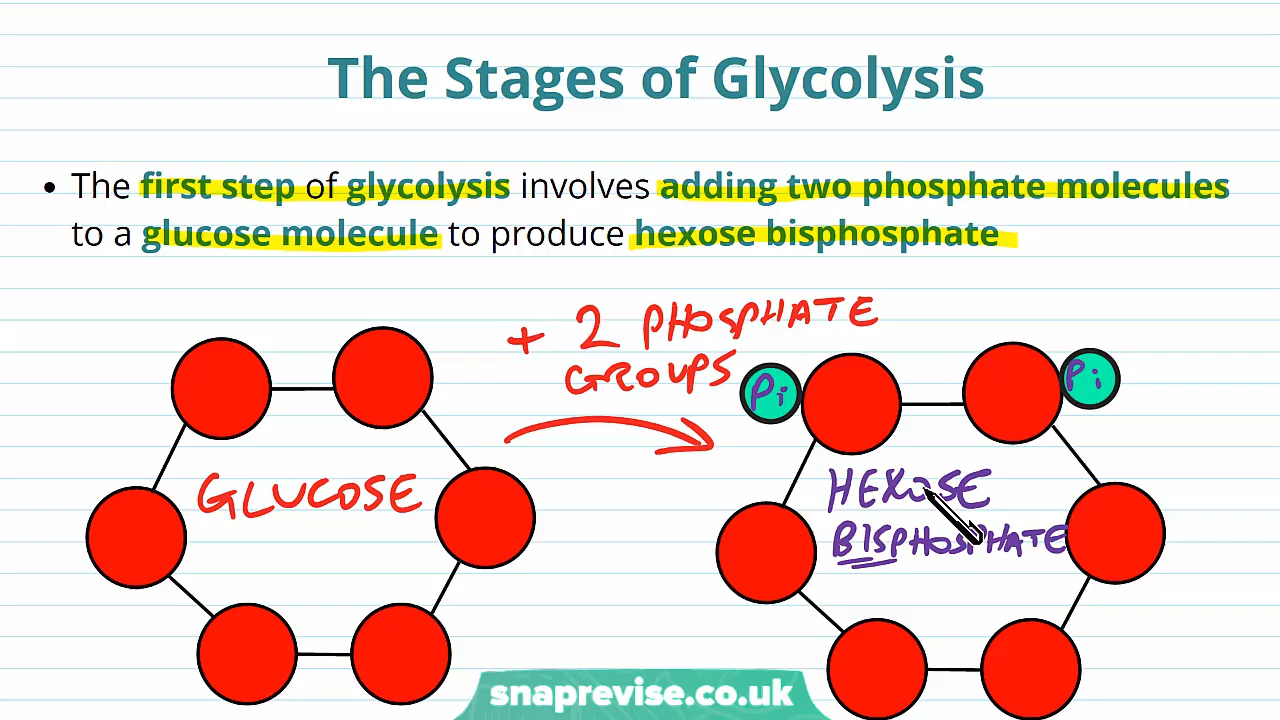 The Stages of Glycolysis
• The first step of glycolysis involves adding two phosphate molecules
to a glucose molecule to produce hexose bisphosphate
+ 2 PHOSPHATE
GROUPS
Pi
Pi
GLUCOSE
HEXOSE
BISPHOSPHATE
snaprevise.co.uk